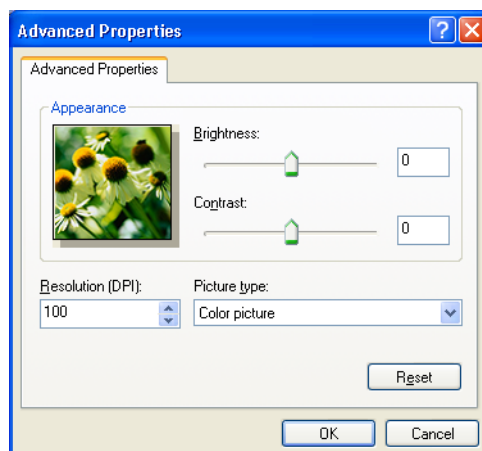 Advanced Properties
Advanced Properties
Appearance
Brightness:
0
Contrast:
0
Resolution (DPI):
Picture type:
100
Color picture
Reset
OK
Cancel